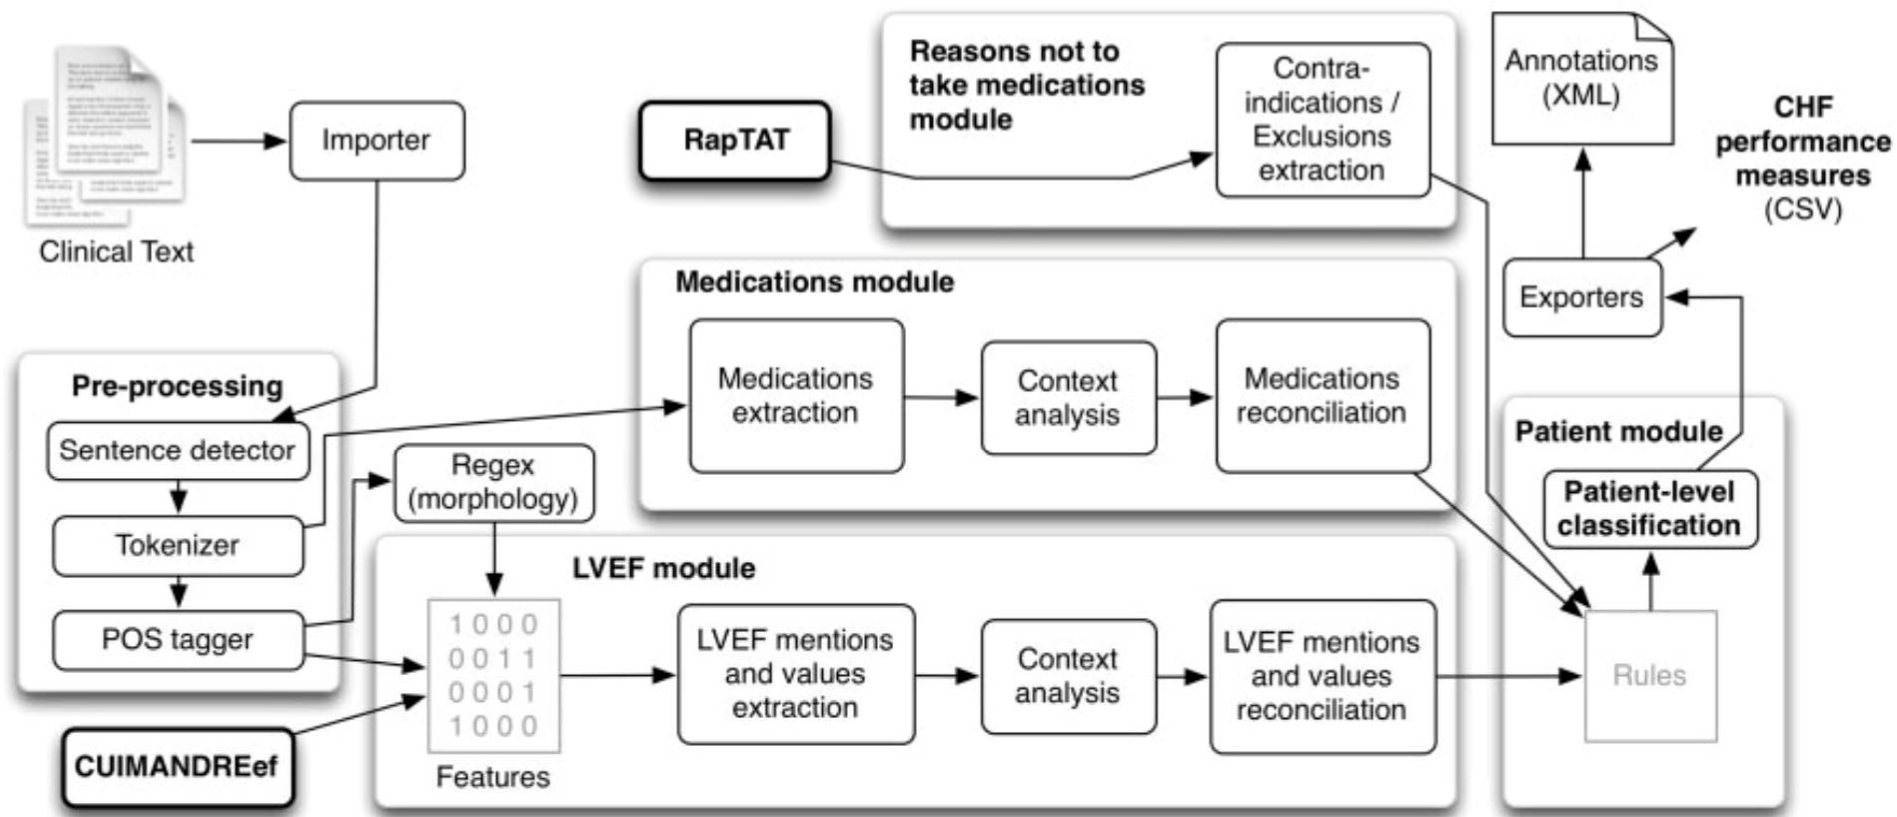 Clinical Text
Importer
RapTAT
Reasons not to
take medications
module
Contra-
indications /
Exclusions
extraction
Annotations
(XML)
CHF
performance
measures
(CSV)
Exporters
Pre-processing
Sentence detector
Tokenizer
POS tagger
CUIMANDREef
Regex
(morphology)
Medications module
Medications
extraction
Context
analysis
Medications
reconciliation
LVEF module
1 0 0 0
0 0 1 1
0 0 0 1
1 0 0 0
Features
LVEF mentions
and values
extraction
Context
analysis
LVEF mentions
and values
reconciliation
Patient module
Patient-level
classification
Rules